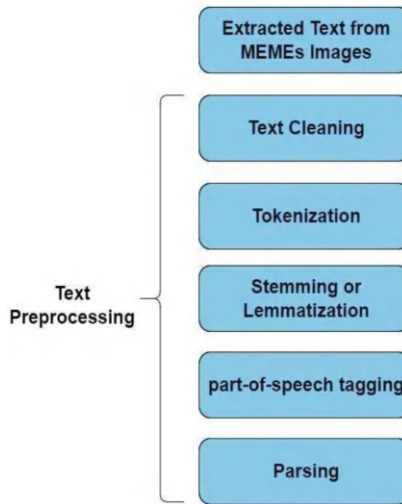 Extracted Text from
MEMEs Images
Text Cleaning
Tokenization
Text
Preprocessing
Stemming or
Lemmatization
part-of-speech tagging
Parsing